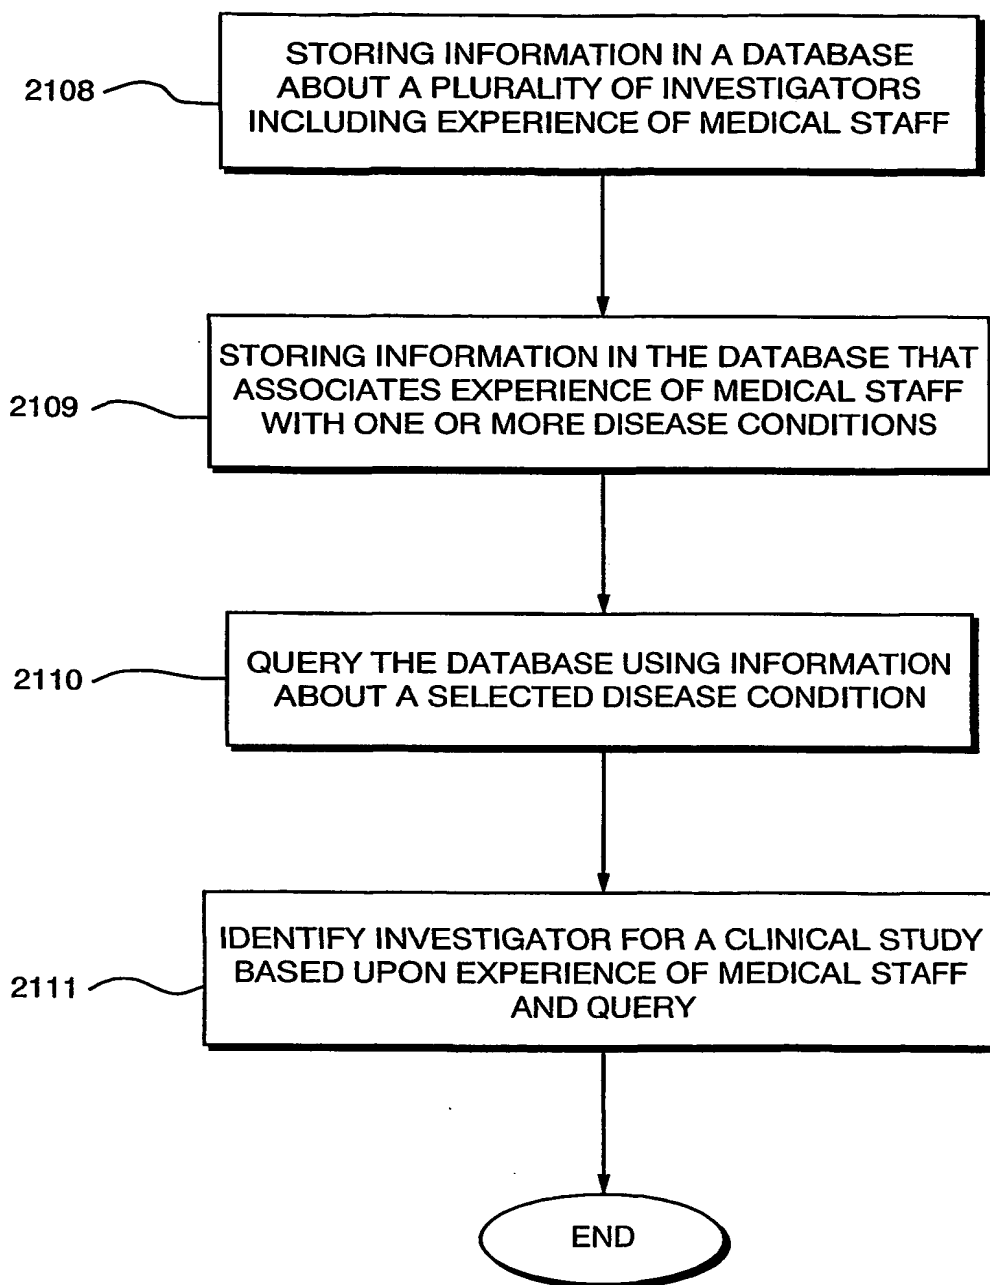 2108
STORING INFORMATION IN A DATABASE
ABOUT A PLURALITY OF INVESTIGATORS
INCLUDING EXPERIENCE OF MEDICAL STAFF
2109
STORING INFORMATION IN THE DATABASE THAT
ASSOCIATES EXPERIENCE OF MEDICAL STAFF
WITH ONE OR MORE DISEASE CONDITIONS
2110
QUERY THE DATABASE USING INFORMATION
ABOUT A SELECTED DISEASE CONDITION
2111
IDENTIFY INVESTIGATOR FOR A CLINICAL STUDY
BASED UPON EXPERIENCE OF MEDICAL STAFF
AND QUERY
END